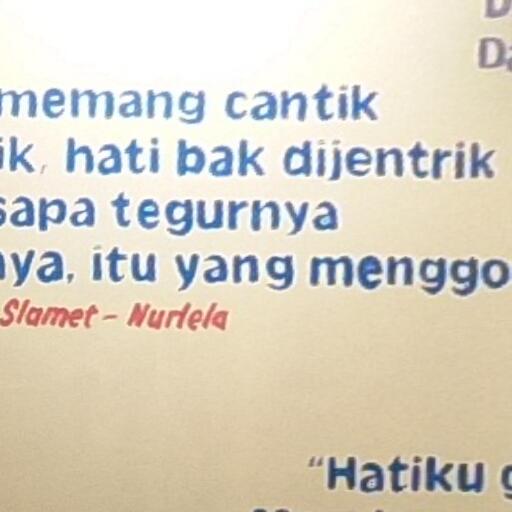 memang cantik
ik, hati bak dijentrik
sapa tegurnya
nya, itu yang menggo
Slamet - Nurlela
"Hatiku g